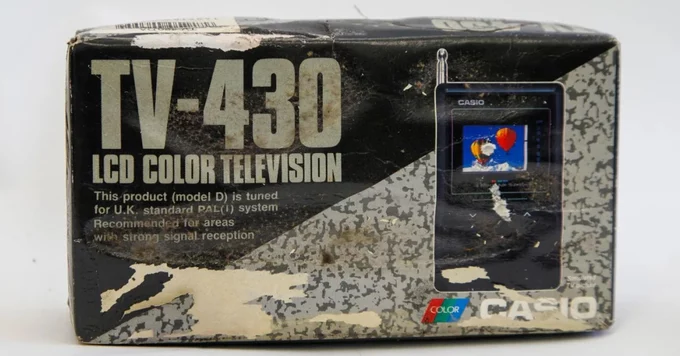 TV-430
LCD COLOR TELEVISION
This product (model D) is tuned
for U.K. standard PAL(I) system
Recommended for areas
with strong signal reception
CASIO
COLOR
CASIO